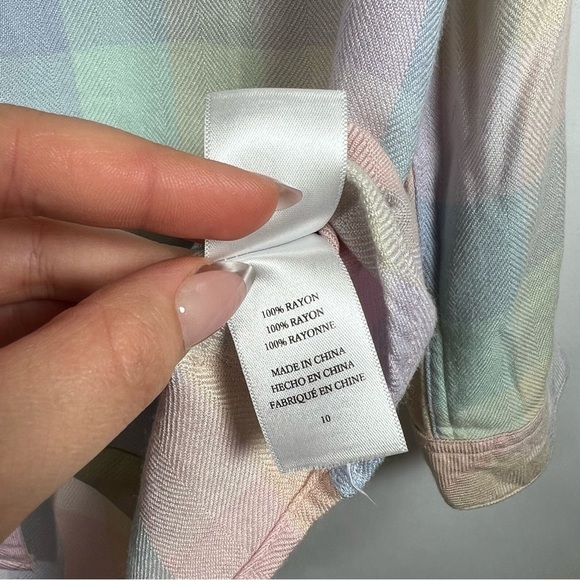 100% RAYON
100% RAYON
100% RAYONNE
MADE IN CHINA
HECHO EN CHINA
FABRIQUÉ EN CHINE
10